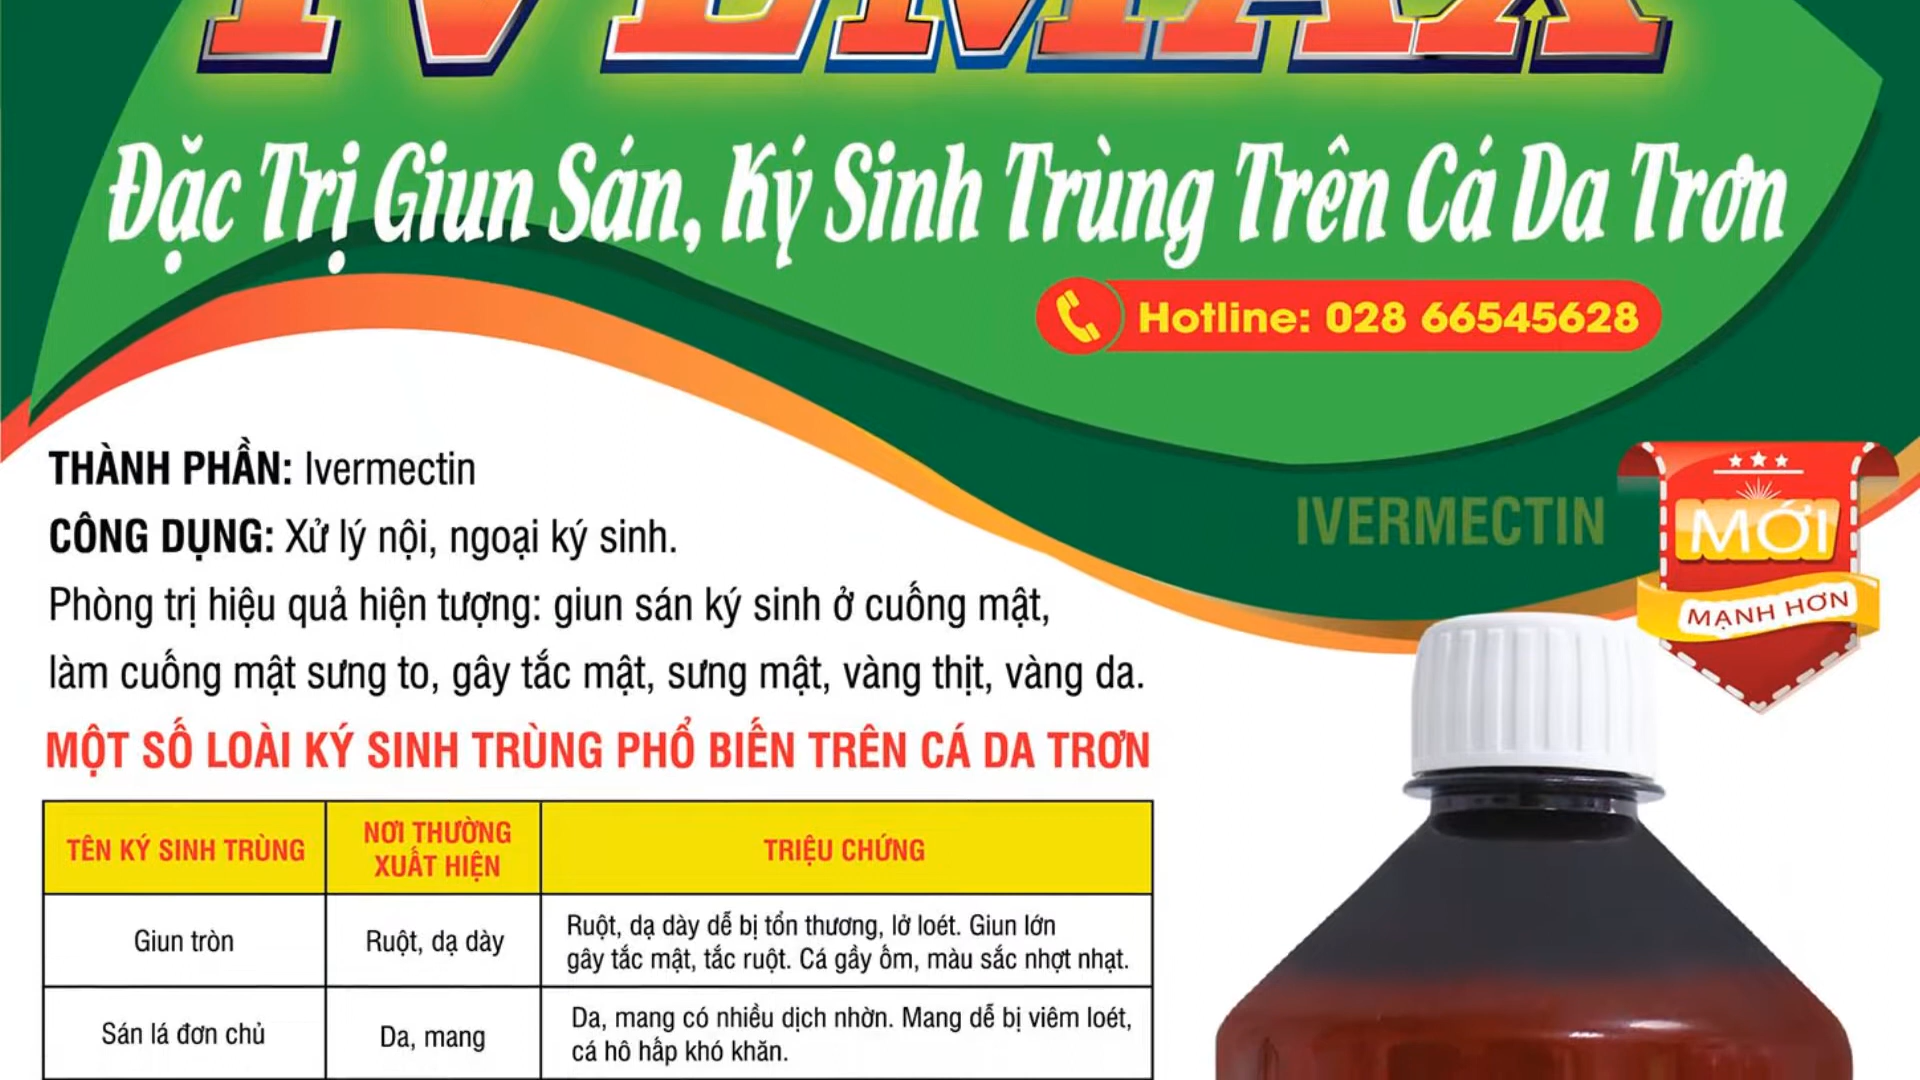 IVEMAX
Đặc Trị Giun Sán, Ký Sinh Trùng Trên Cá Da Trơn
Hotline: 028 66545628
THÀNH PHẦN: Ivermectin
CÔNG DỤNG: Xử lý nội, ngoại ký sinh.
IVERMECTIN
MỚI
MẠNH HƠN
Phòng trị hiệu quả hiện tượng: giun sán ký sinh ở cuống mật,
làm cuống mật sưng to, gây tắc mật, sưng mật, vàng thịt, vàng da.
MỘT SỐ LOÀI KÝ SINH TRÙNG PHỔ BIẾN TRÊN CÁ DA TRƠN
TÊN KÝ SINH TRÙNG
NƠI THƯỜNG
XUẤT HIỆN
TRIỆU CHỨNG
Giun tròn
Ruột, dạ dày
Ruột, dạ dày dễ bị tổn thương, lở loét. Giun lớn
gây tắc mật, tắc ruột. Cá gầy ốm, màu sắc nhợt nhạt.
Sán lá đơn chủ
Da, mang
Da, mang có nhiều dịch nhờn. Mang dễ bị viêm loét,
cá hô hấp khó khăn.